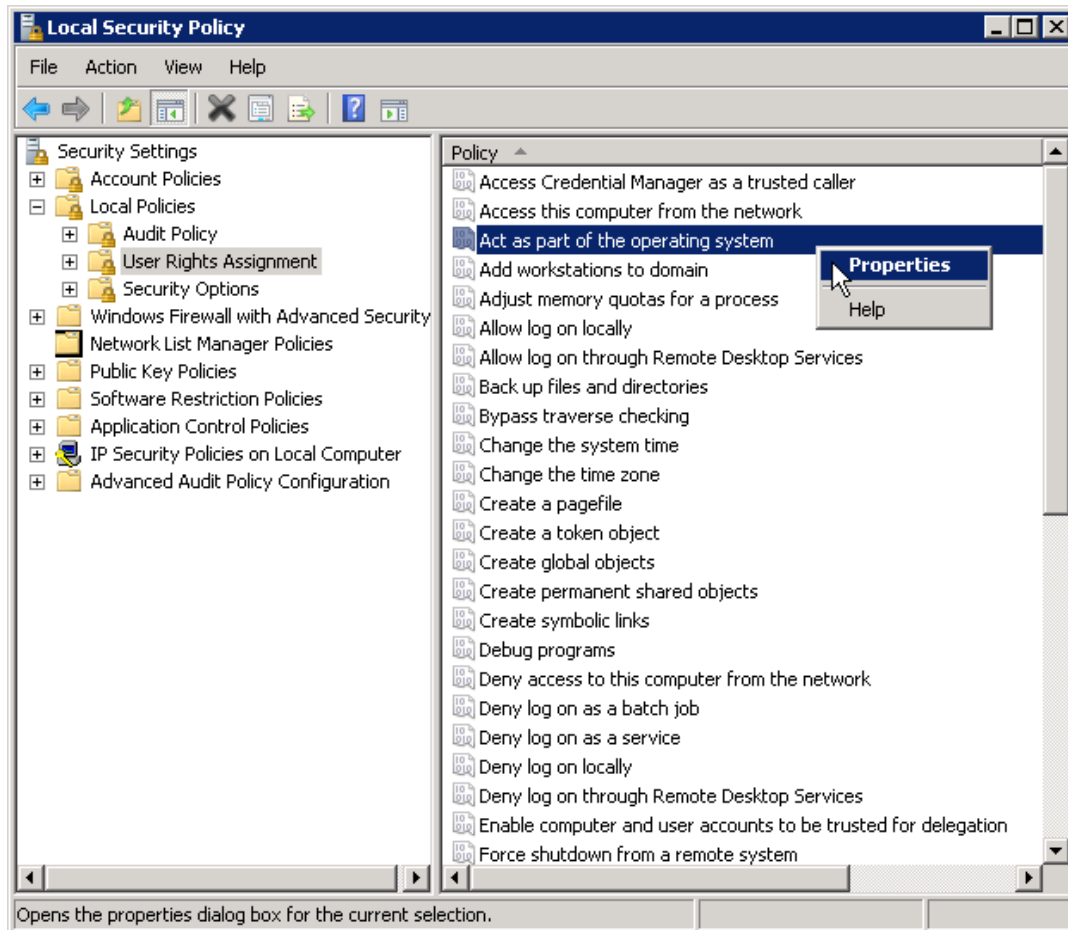 Local Security Policy
File Action View Help
Security Settings
Account Policies
Local Policies
Audit Policy
User Rights Assignment
Security Options
Windows Firewall with Advanced Security
Network List Manager Policies
Public Key Policies
Software Restriction Policies
Application Control Policies
IP Security Policies on Local Computer
Advanced Audit Policy Configuration
Policy
Access Credential Manager as a trusted caller
Access this computer from the network
Act as part of the operating system
Add workstations to domain
Adjust memory quotas for a process
Allow log on locally
Allow log on through Remote Desktop Services
Back up files and directories
Bypass traverse checking
Change the system time
Change the time zone
Create a pagefile
Create a token object
Create global objects
Create permanent shared objects
Create symbolic links
Debug programs
Deny access to this computer from the network
Deny log on as a batch job
Deny log on as a service
Deny log on locally
Deny log on through Remote Desktop Services
Enable computer and user accounts to be trusted for delegation
Force shutdown from a remote system
Properties
Help
Opens the properties dialog box for the current selection.